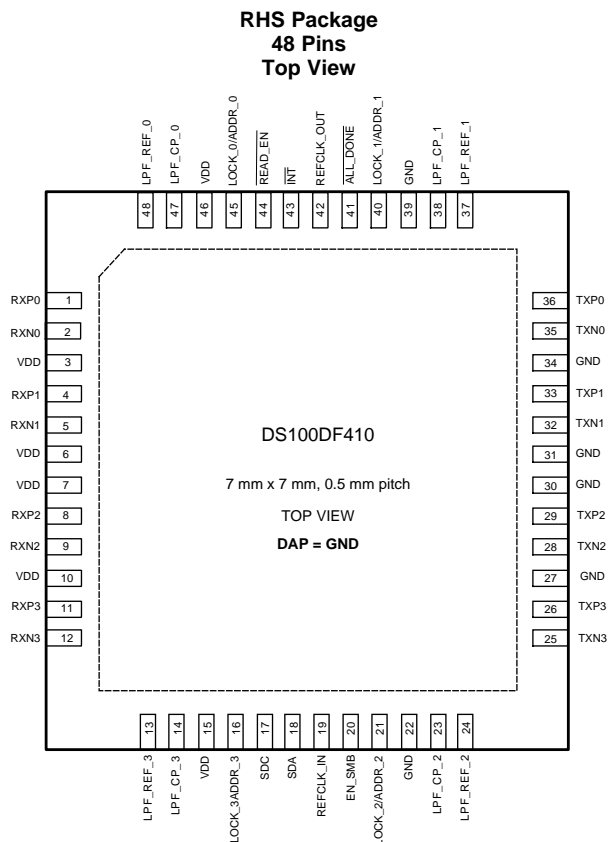 RHS Package
48 Pins
Top View
LPF_REF_0
LPF_CP_0
VDD
LOCK_0/ADDR_0
READ_EN
INT
REFCLK_OUT
ALL_DONE
LOCK_1/ADDR_1
GND
LPF_CP_1
LPF_REF_1
48
47
46
45
44
43
42
41
40
39
38
37
RXP0 1
RXN0 2
VDD 3
RXP1 4
RXN1 5
VDD 6
VDD 7
RXP2 8
RXN2 9
VDD 10
RXP3 11
RXN3 12
36 TXP0
35 TXN0
34 GND
33 TXP1
32 TXN1
31 GND
30 GND
29 TXP2
28 TXN2
27 GND
26 TXP3
25 TXN3
DS100DF410
7 mm x 7 mm, 0.5 mm pitch
TOP VIEW
DAP = GND
13
14
15
16
17
18
19
20
21
22
23
24
LPF_REF_3
LPF_CP_3
VDD
LOCK_3ADDR_3
SDC
SDA
REFCLK_IN
EN_SMB
LOCK_2/ADDR_2
GND
LPF_CP_2
LPF_REF_2